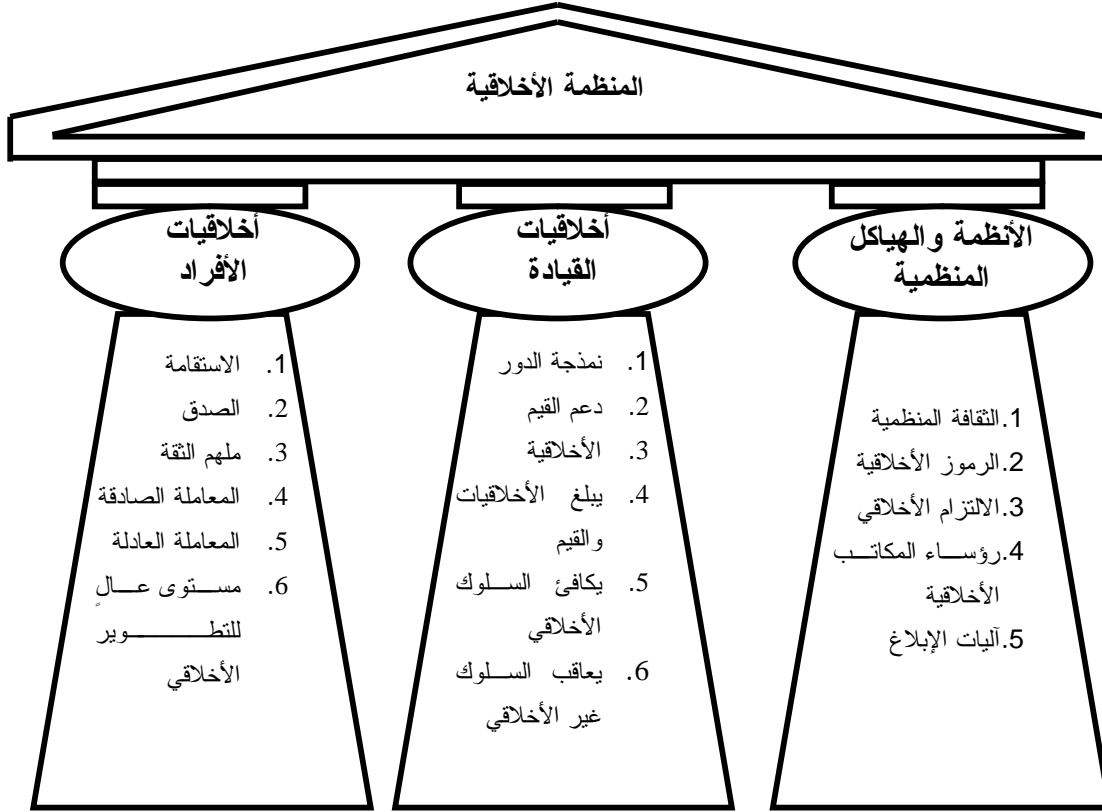 المنظمة الأخلاقية
الأنظمة والهياكل
المنظمية
1.الثقافة المنظمية
2.الرموز الأخلاقية
3.الالتزام الأخلاقي
4.رؤساء المكاتب
الأخلاقية
5.آليات الإبلاغ
أخلاقيات
القيادة
1. نمذجة الدور
2. دعم القيم
3. الأخلاقية
4. يبلغ الأخلاقيات
والقيم
5. يكافئ السلوك
الأخلاقي
6. يعاقب السلوك
غير الأخلاقي
أخلاقيات
الأفراد
1. الاستقامة
2. الصدق
3. ملهم الثقة
4. المعاملة الصادقة
5. المعاملة العادلة
6. مستوى عالٍ
للتطوير
الأخلاقي